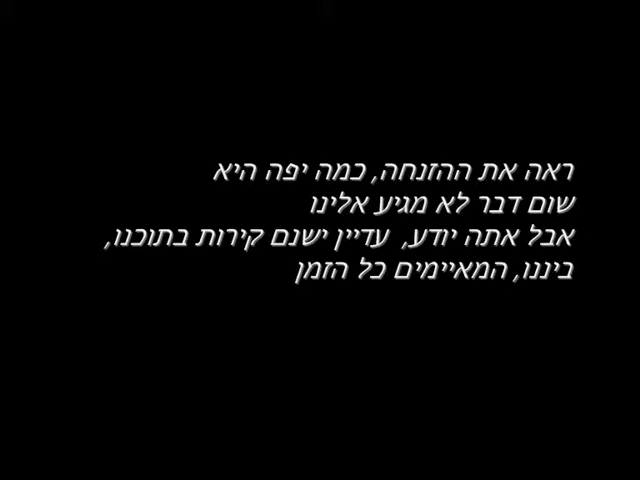 ראה את ההזנחה, כמה יפה היא
שום דבר לא מגיע אלינו
אבל אתה יודע, עדיין ישנם קירות בתוכנו,
ביננו, המאיימים כל הזמן